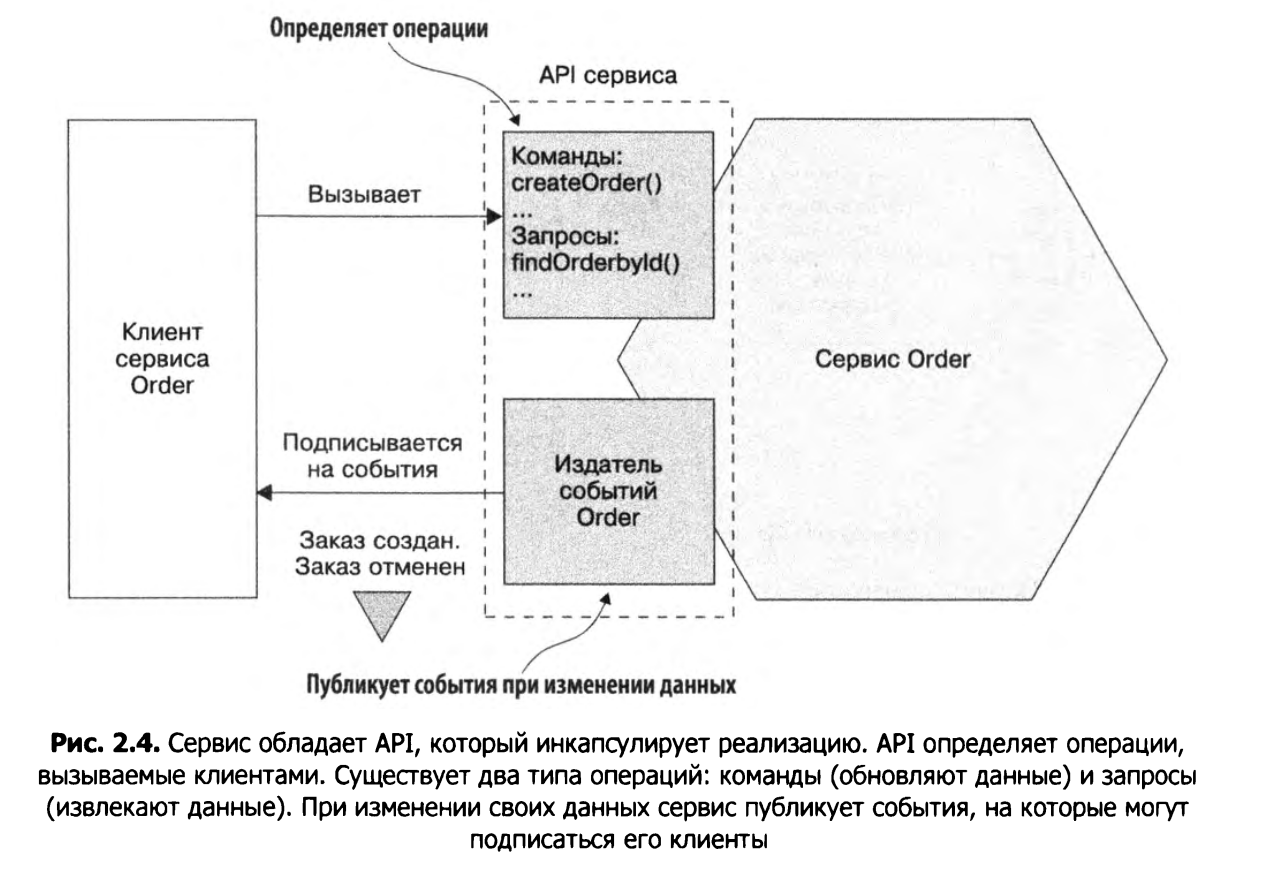 Определяет операции
API сервиса
Команды:
createOrder()
...
Запросы:
findOrderbyId()
...
Вызывает
Клиент
сервиса
Order
Сервис Order
Подписывается
на события
Издатель
событий
Order
Заказ создан.
Заказ отменен
Публикует события при изменении данных
Рис. 2.4. Сервис обладает API, который инкапсулирует реализацию. API определяет операции,
вызываемые клиентами. Существует два типа операций: команды (обновляют данные) и запросы
(извлекают данные). При изменении своих данных сервис публикует события, на которые могут
подписаться его клиенты